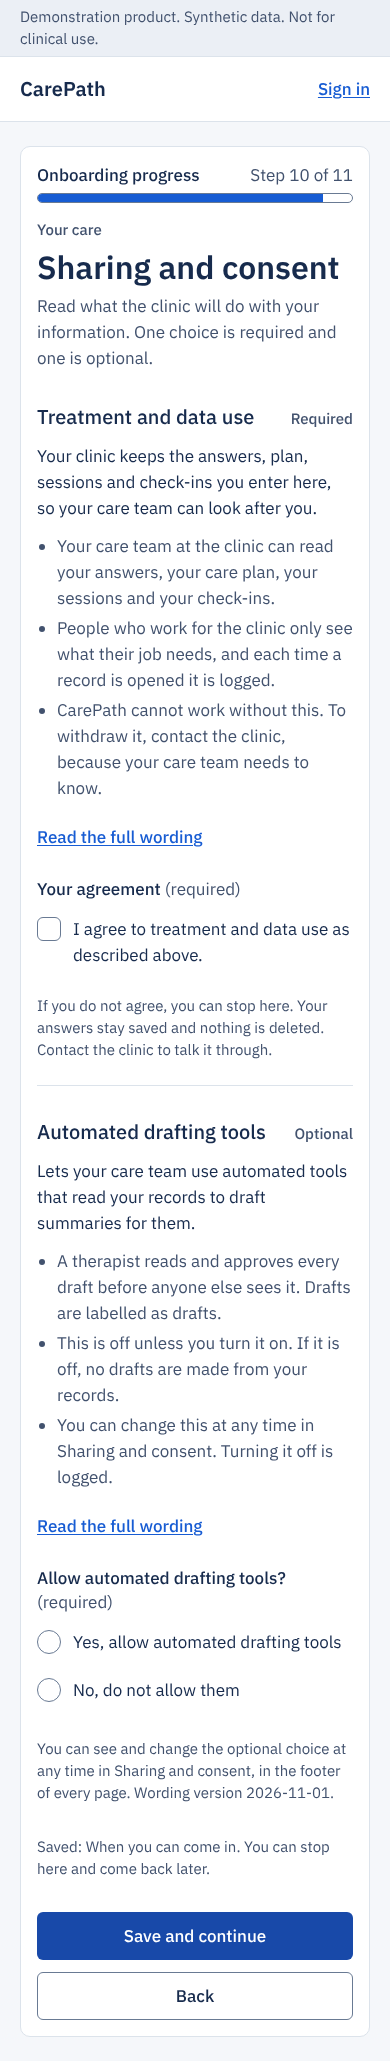 Demonstration product. Synthetic data. Not for
clinical use.
CarePath
Sign in
Onboarding progress
Step 10 of 11
Your care
Sharing and consent
Read what the clinic will do with your
information. One choice is required and
one is optional.
Treatment and data use
Required
Your clinic keeps the answers, plan,
sessions and check-ins you enter here,
so your care team can look after you.
• Your care team at the clinic can read
your answers, your care plan, your
sessions and your check-ins.
• People who work for the clinic only see
what their job needs, and each time a
record is opened it is logged.
• CarePath cannot work without this. To
withdraw it, contact the clinic,
because your care team needs to
know.
Read the full wording
Your agreement (required)
I agree to treatment and data use as
described above.
If you do not agree, you can stop here. Your
answers stay saved and nothing is deleted.
Contact the clinic to talk it through.
Automated drafting tools
Optional
Lets your care team use automated tools
that read your records to draft
summaries for them.
• A therapist reads and approves every
draft before anyone else sees it. Drafts
are labelled as drafts.
• This is off unless you turn it on. If it is
off, no drafts are made from your
records.
• You can change this at any time in
Sharing and consent. Turning it off is
logged.
Read the full wording
Allow automated drafting tools?
(required)
Yes, allow automated drafting tools
No, do not allow them
You can see and change the optional choice at
any time in Sharing and consent, in the footer
of every page. Wording version 2026-11-01.
Saved: When you can come in. You can stop
here and come back later.
Save and continue
Back